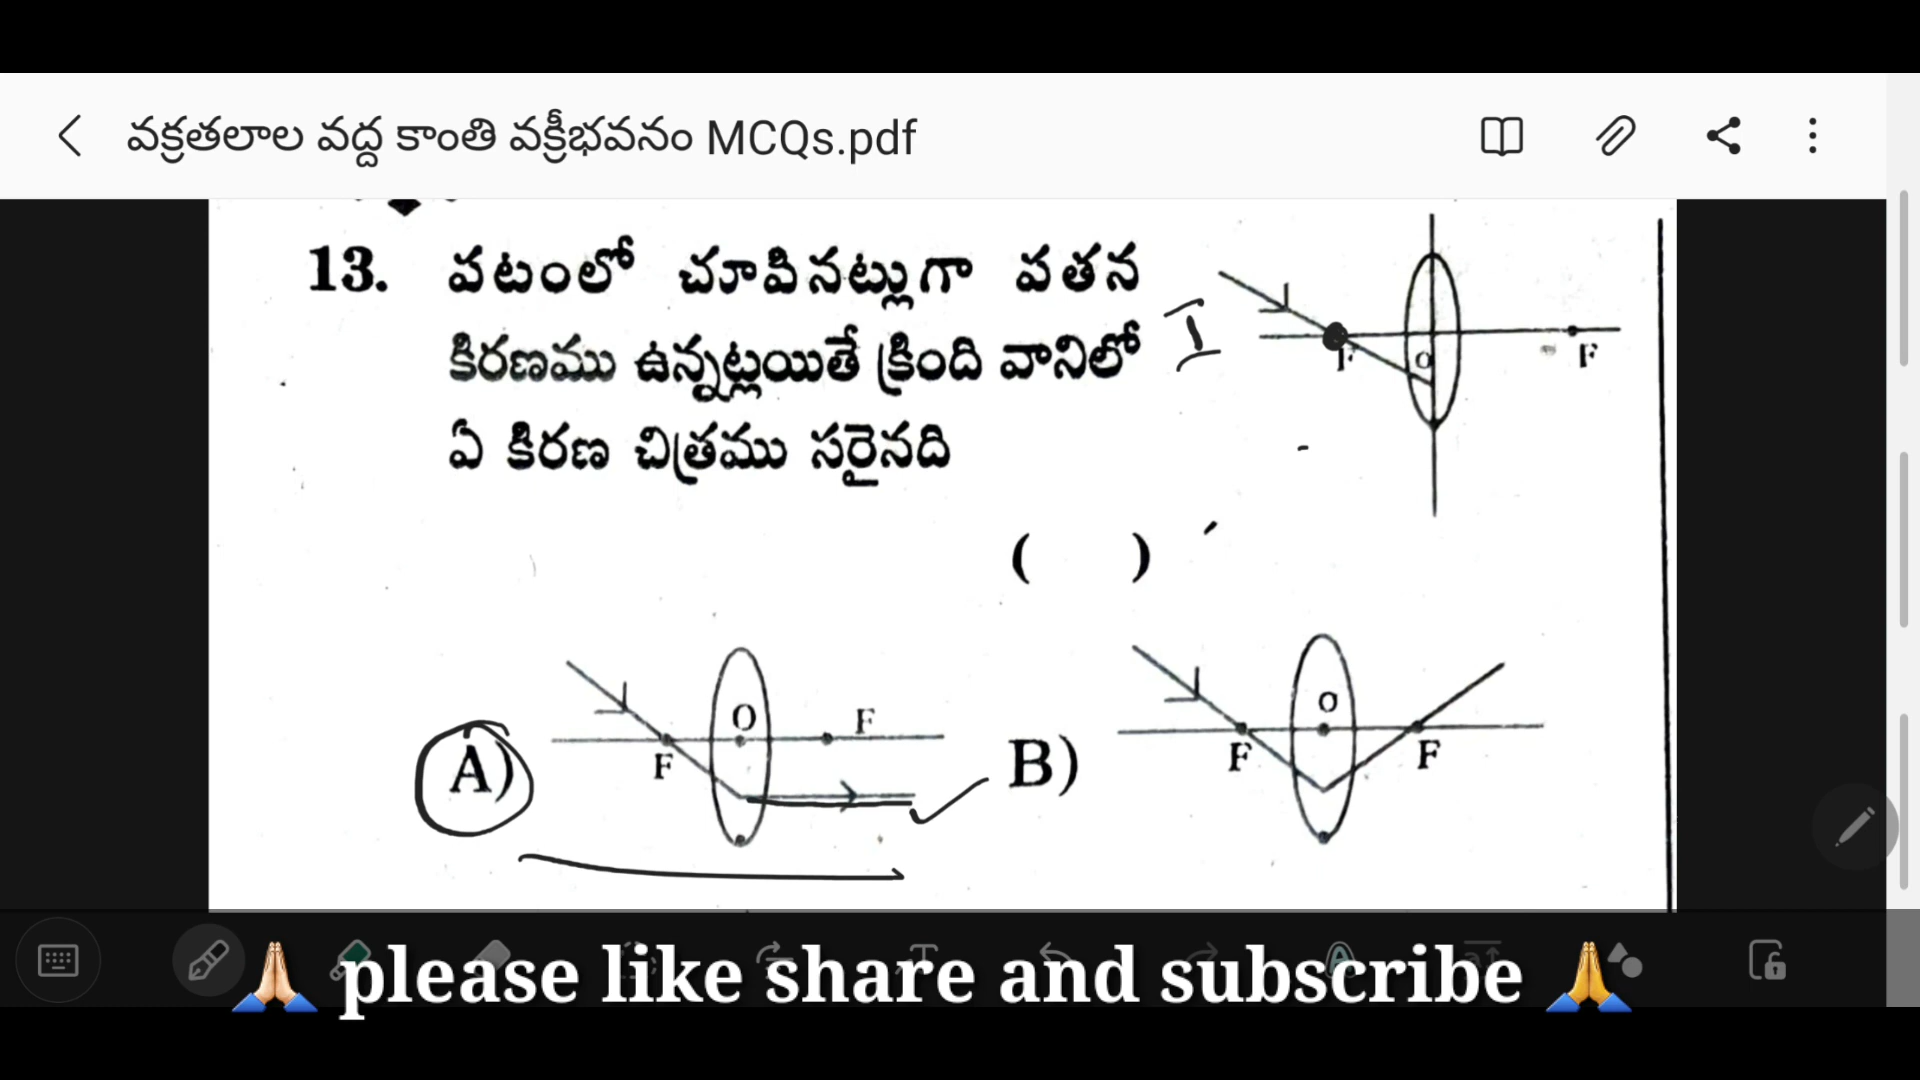 వక్రతలాల వద్ద కాంతి వక్రీభవనం MCQs.pdf
13. పటంలో చూపినట్లుగా పతన
కిరణము ఉన్నట్లయితే క్రింది వానిలో
ఏ కిరణ చిత్రము సరైనది
( )
I
F O F
A) F O F
B) F O F
🙏 please like share and subscribe 🙏